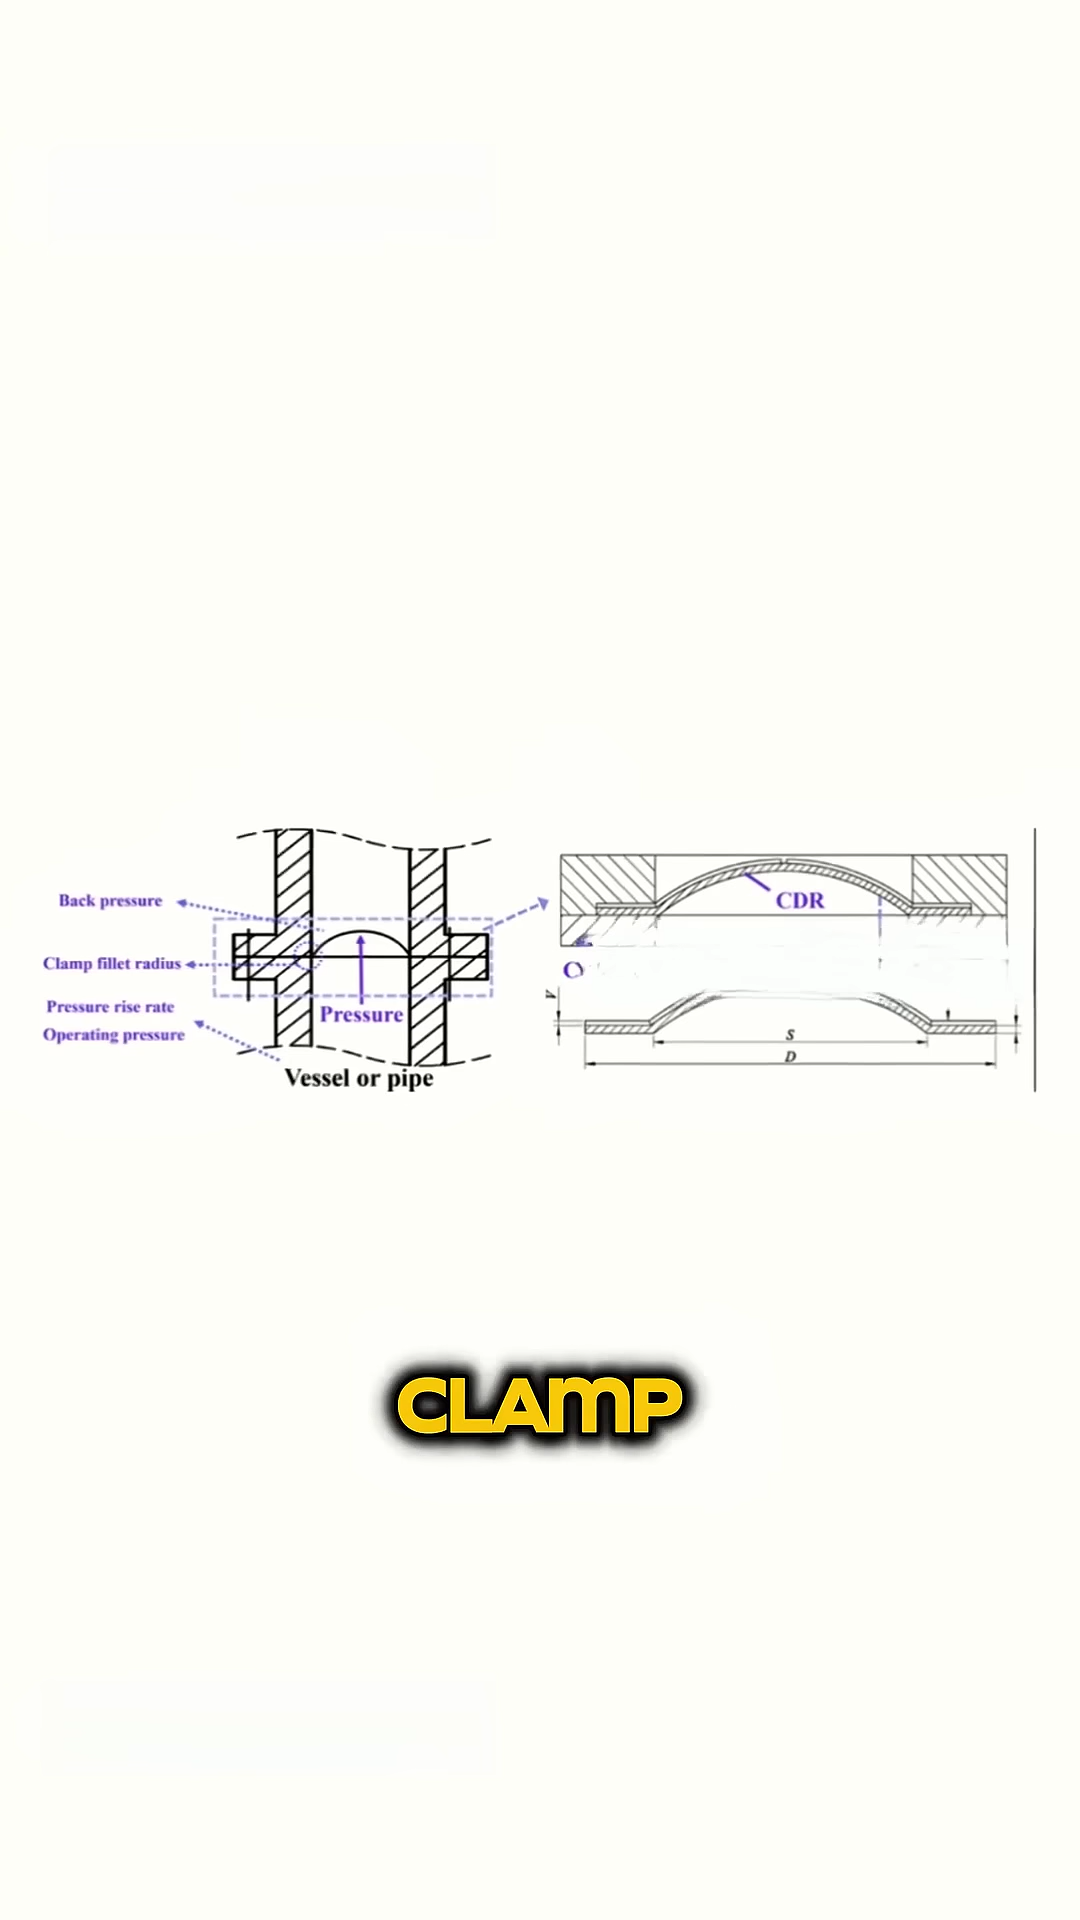 Back pressure
Clamp fillet radius
Pressure rise rate
Operating pressure
Pressure
Vessel or pipe
CDR
S
D
CLAMP